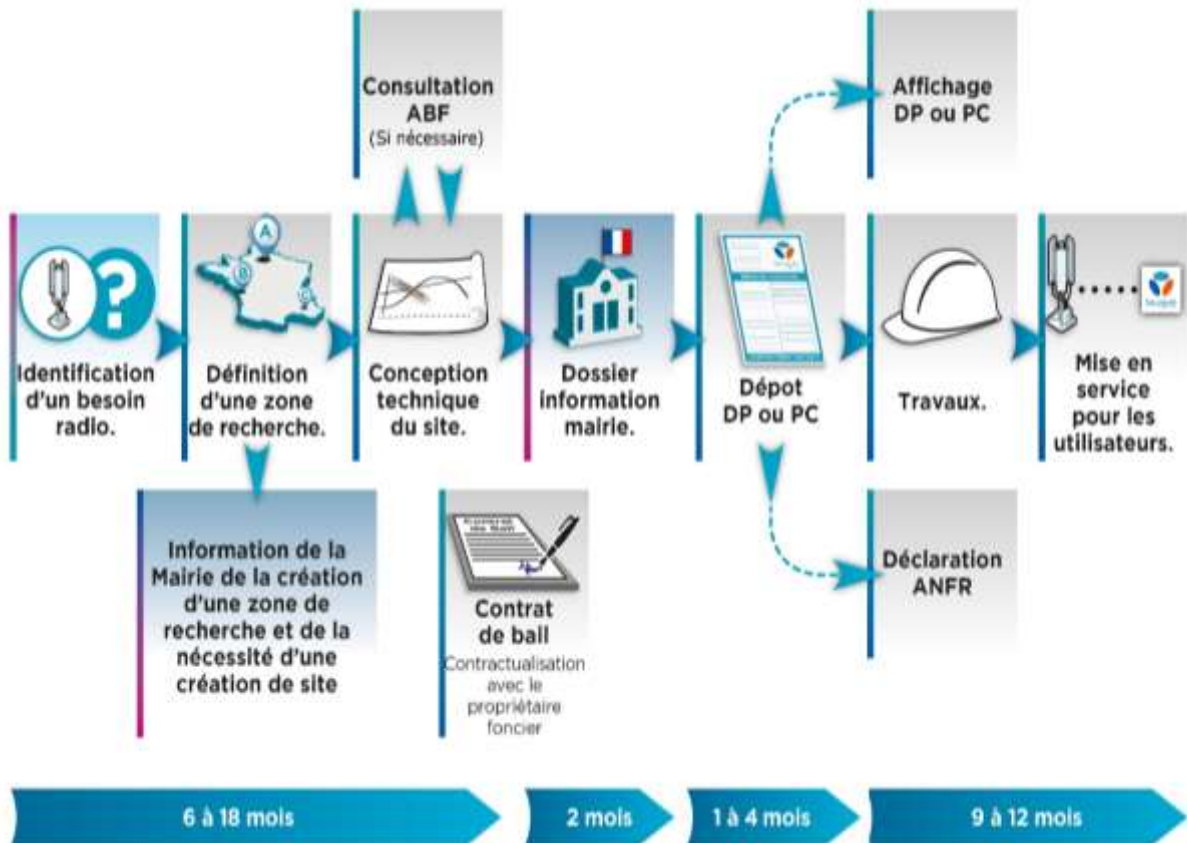 Consultation
ABF
(Si nécessaire)
Affichage
DP ou PC
A
B
C
?
Identification
d'un besoin
radio.
Définition
d'une zone
de recherche.
Conception
technique
du site.
Dossier
information
mairie.
Dépot
DP ou PC
Travaux.
Mise en
service
pour les
utilisateurs.
Information de la
Mairie de la création
d'une zone de
recherche et de la
nécessité d'une
création de site
Contrat
de bail
Contrat
de bail
Contractualisation
avec le
propriétaire
foncier
Déclaration
ANFR
6 à 18 mois
2 mois
1 à 4 mois
9 à 12 mois